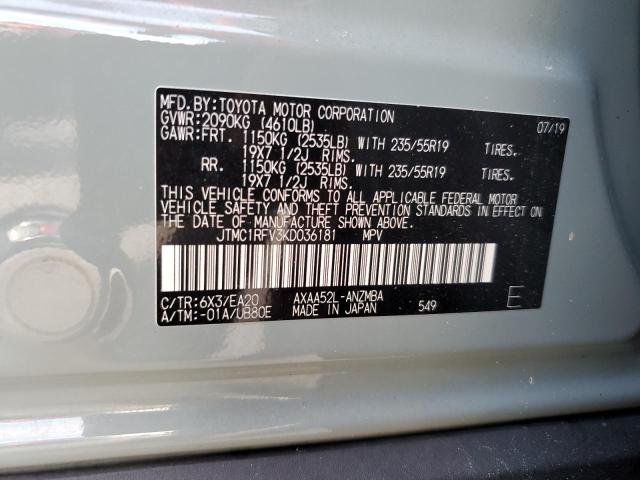 MFD.BY:TOYOTA MOTOR CORPORATION 07/19
GVWR:2090KG (4610LB)
GAWR:FRT. 1150KG (2535LB) WITH 235/55R19 TIRES.
19X7 1/2J RIMS.
RR. 1150KG (2535LB) WITH 235/55R19 TIRES.
19X7 1/2J RIMS.
THIS VEHICLE CONFORMS TO ALL APPLICABLE FEDERAL MOTOR
VEHICLE SAFETY AND THEFT PREVENTION STANDARDS IN EFFECT ON
THE DATE OF MANUFACTURE SHOWN ABOVE.
JTMC1RFV3KD036181 MPV
C/TR:6X3/EA20 AXAA52L-ANZMBA
A/TM:-01A/UB80E MADE IN JAPAN 549 E